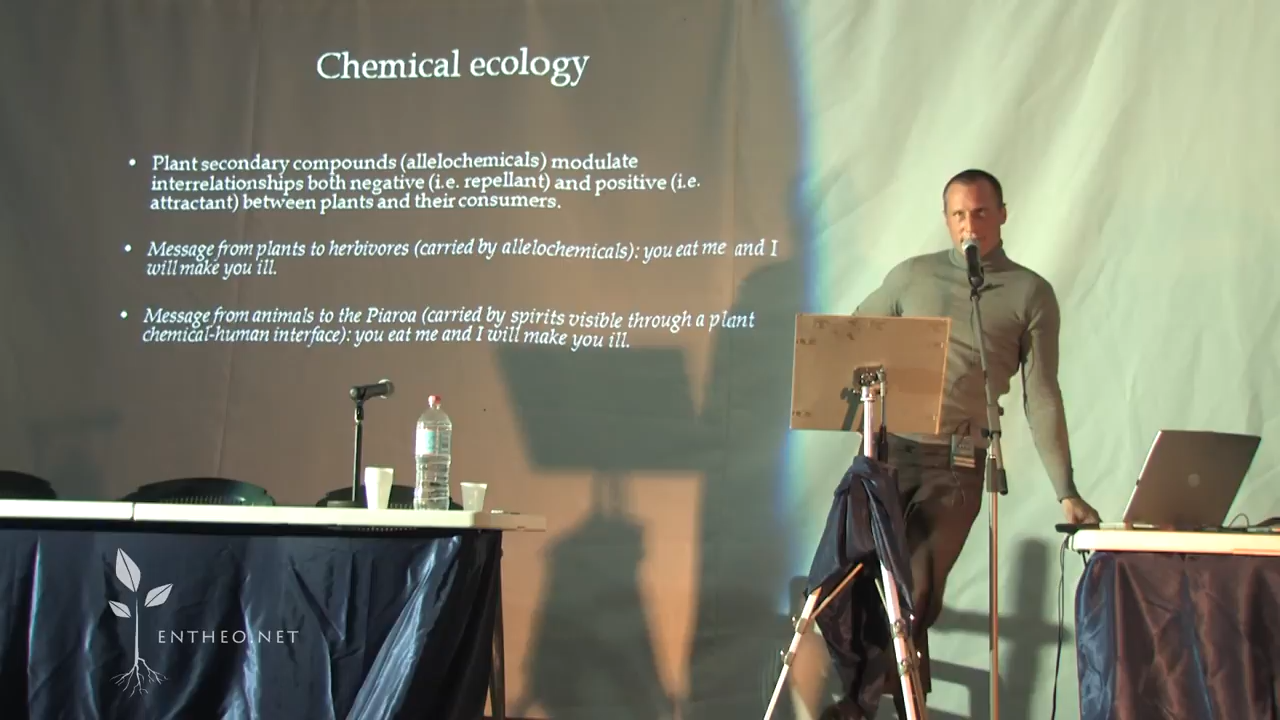 Chemical ecology
• Plant secondary compounds (allelochemicals) modulate
interrelationships both negative (i.e. repellant) and positive (i.e.
attractant) between plants and their consumers.
• Message from plants to herbivores (carried by allelochemicals): you eat me and I
will make you ill.
• Message from animals to the Piaroa (carried by spirits visible through a plant
chemical-human interface): you eat me and I will make you ill.
ENTHEO.NET